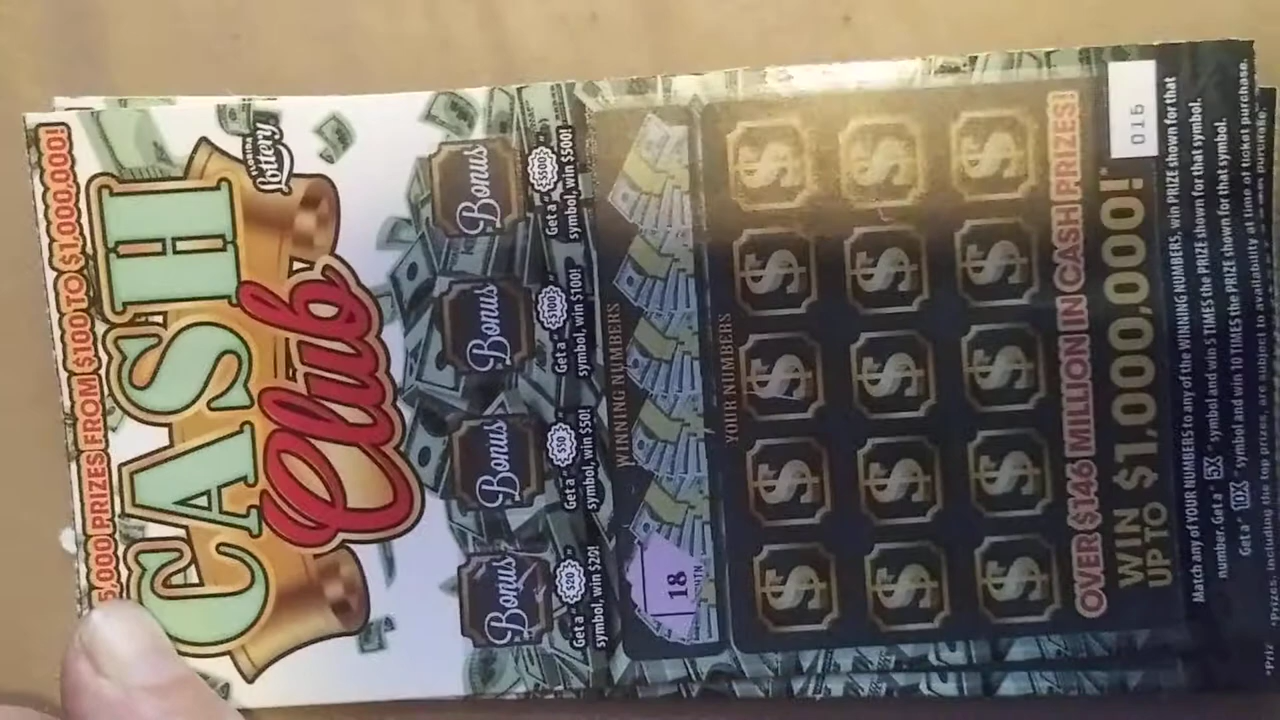 5,000 PRIZES FROM $100 TO $1,000,000!
CASH
Club
lottery
Bonus
Bonus
Bonus
Bonus
$20
$50
$100
$500
Get a "$20"
symbol, win $20!
Get a "$50"
symbol, win $50!
Get a "$100"
symbol, win $100!
Get a "$500"
symbol, win $500!
WINNING NUMBERS
18
YOUR NUMBERS
OVER $146 MILLION IN CASH PRIZES!
WIN UP TO $1,000,000!*
016
Match any of YOUR NUMBERS to any of the WINNING NUMBERS, win PRIZE shown for that
number. Get a "5X" symbol and win 5 TIMES the PRIZE shown for that symbol.
Get a "10X" symbol and win 10 TIMES the PRIZE shown for that symbol.
*Prizes, including the top prizes, are subject to availability at time of ticket purchase.